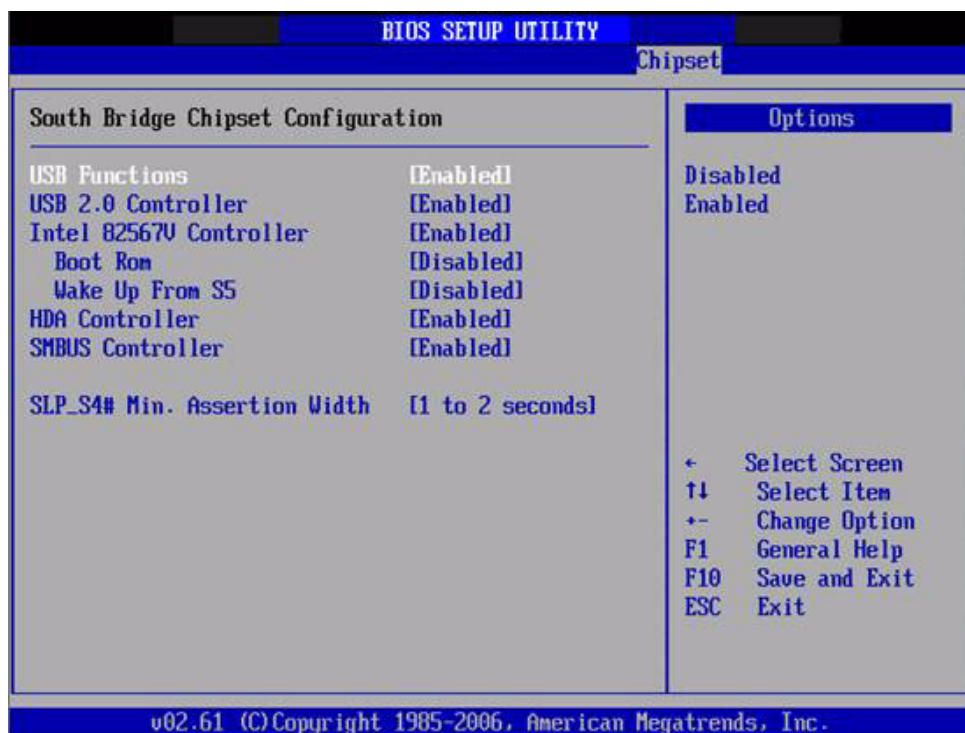 BIOS SETUP UTILITY
Chipset
South Bridge Chipset Configuration
USB Functions [Enabled]
USB 2.0 Controller [Enabled]
Intel 82567V Controller [Enabled]
Boot Rom [Disabled]
Wake Up From S5 [Disabled]
HDA Controller [Enabled]
SMBUS Controller [Enabled]
SLP_S4# Min. Assertion Width [1 to 2 seconds]
Options
Disabled
Enabled
← Select Screen
↑↓ Select Item
+- Change Option
F1 General Help
F10 Save and Exit
ESC Exit
v02.61 (C)Copyright 1985-2006, American Megatrends, Inc.